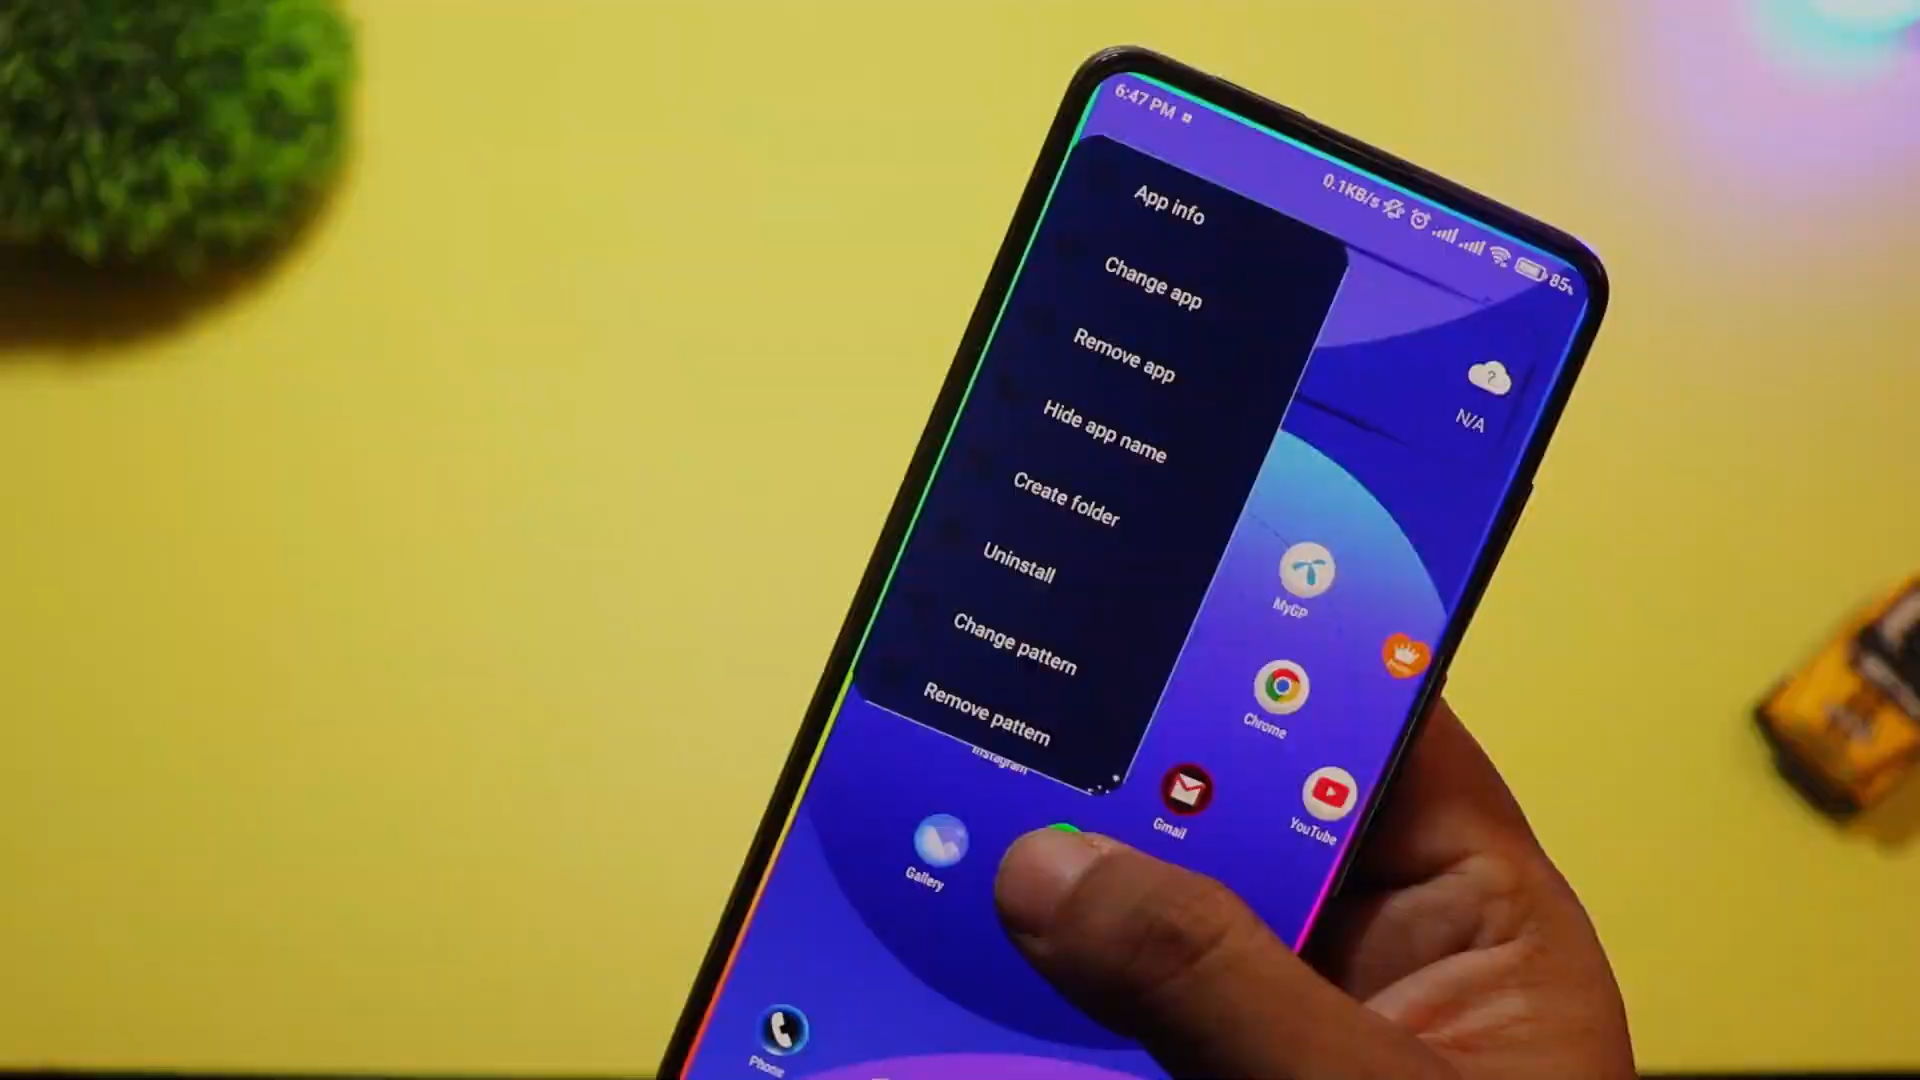 6:47 PM
0.1KB/s
85%
App info
Change app
Remove app
Hide app name
Create folder
Uninstall
Change pattern
Remove pattern
N/A
MyGP
Chrome
Instagram
Gmail
YouTube
Gallery
Phone